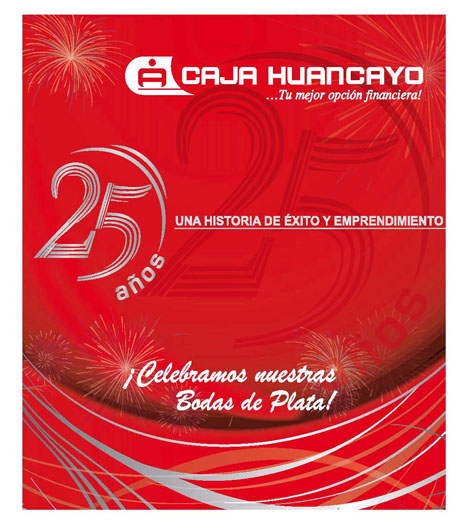 CAJA HUANCAYO
...Tu mejor opción financiera!
25
años
UNA HISTORIA DE ÉXITO Y EMPRENDIMIENTO
¡Celebramos nuestras
Bodas de Plata!